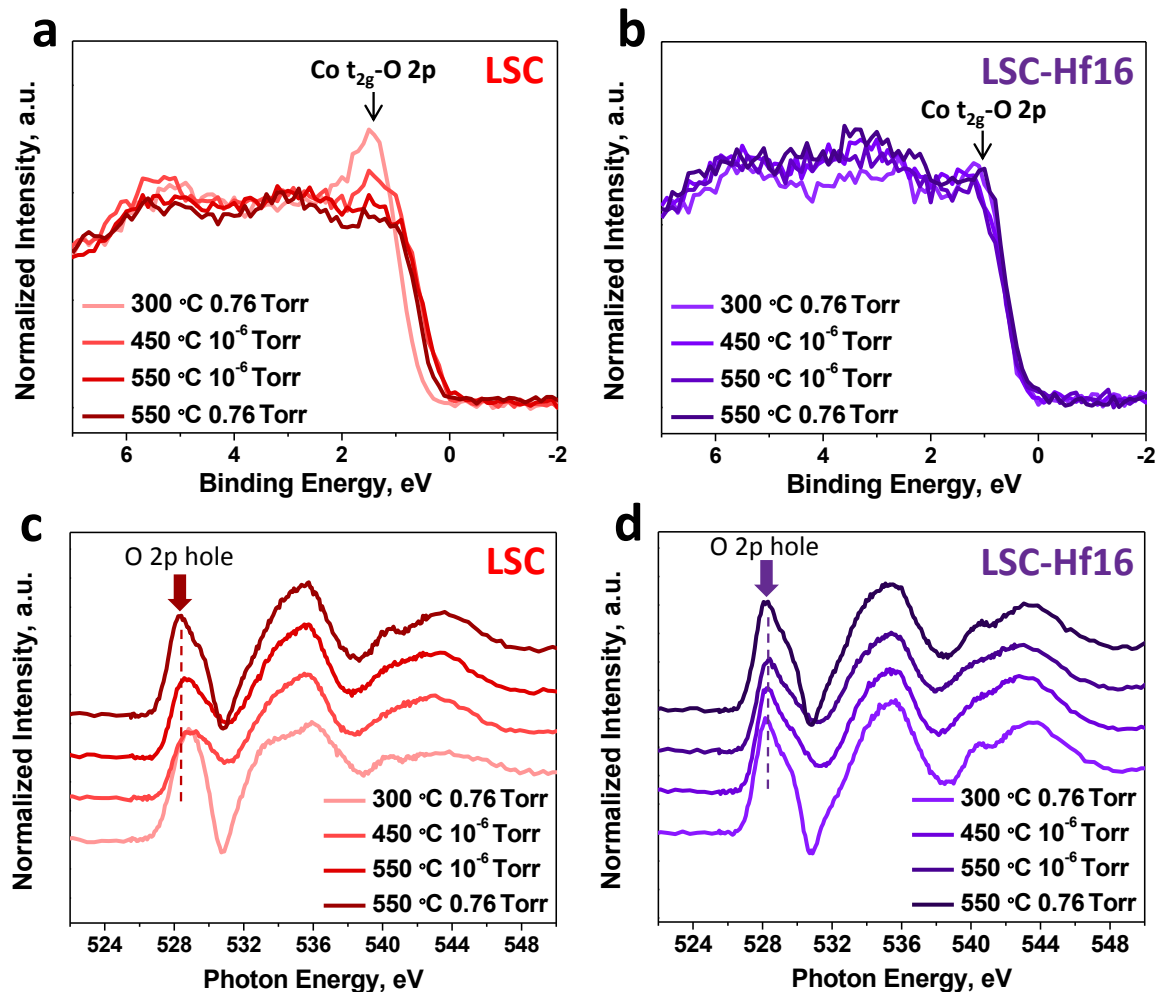 a
LSC
Co t2g-O 2p
Normalized Intensity, a.u.
300 °C 0.76 Torr
450 °C 10-6 Torr
550 °C 10-6 Torr
550 °C 0.76 Torr
6 4 2 0 -2
Binding Energy, eV
b
LSC-Hf16
Co t2g-O 2p
Normalized Intensity, a.u.
300 °C 0.76 Torr
450 °C 10-6 Torr
550 °C 10-6 Torr
550 °C 0.76 Torr
6 4 2 0 -2
Binding Energy, eV
c
O 2p hole
LSC
Normalized Intensity, a.u.
300 °C 0.76 Torr
450 °C 10-6 Torr
550 °C 10-6 Torr
550 °C 0.76 Torr
524 528 532 536 540 544 548
Photon Energy, eV
d
O 2p hole
LSC-Hf16
Normalized Intensity, a.u.
300 °C 0.76 Torr
450 °C 10-6 Torr
550 °C 10-6 Torr
550 °C 0.76 Torr
524 528 532 536 540 544 548
Photon Energy, eV